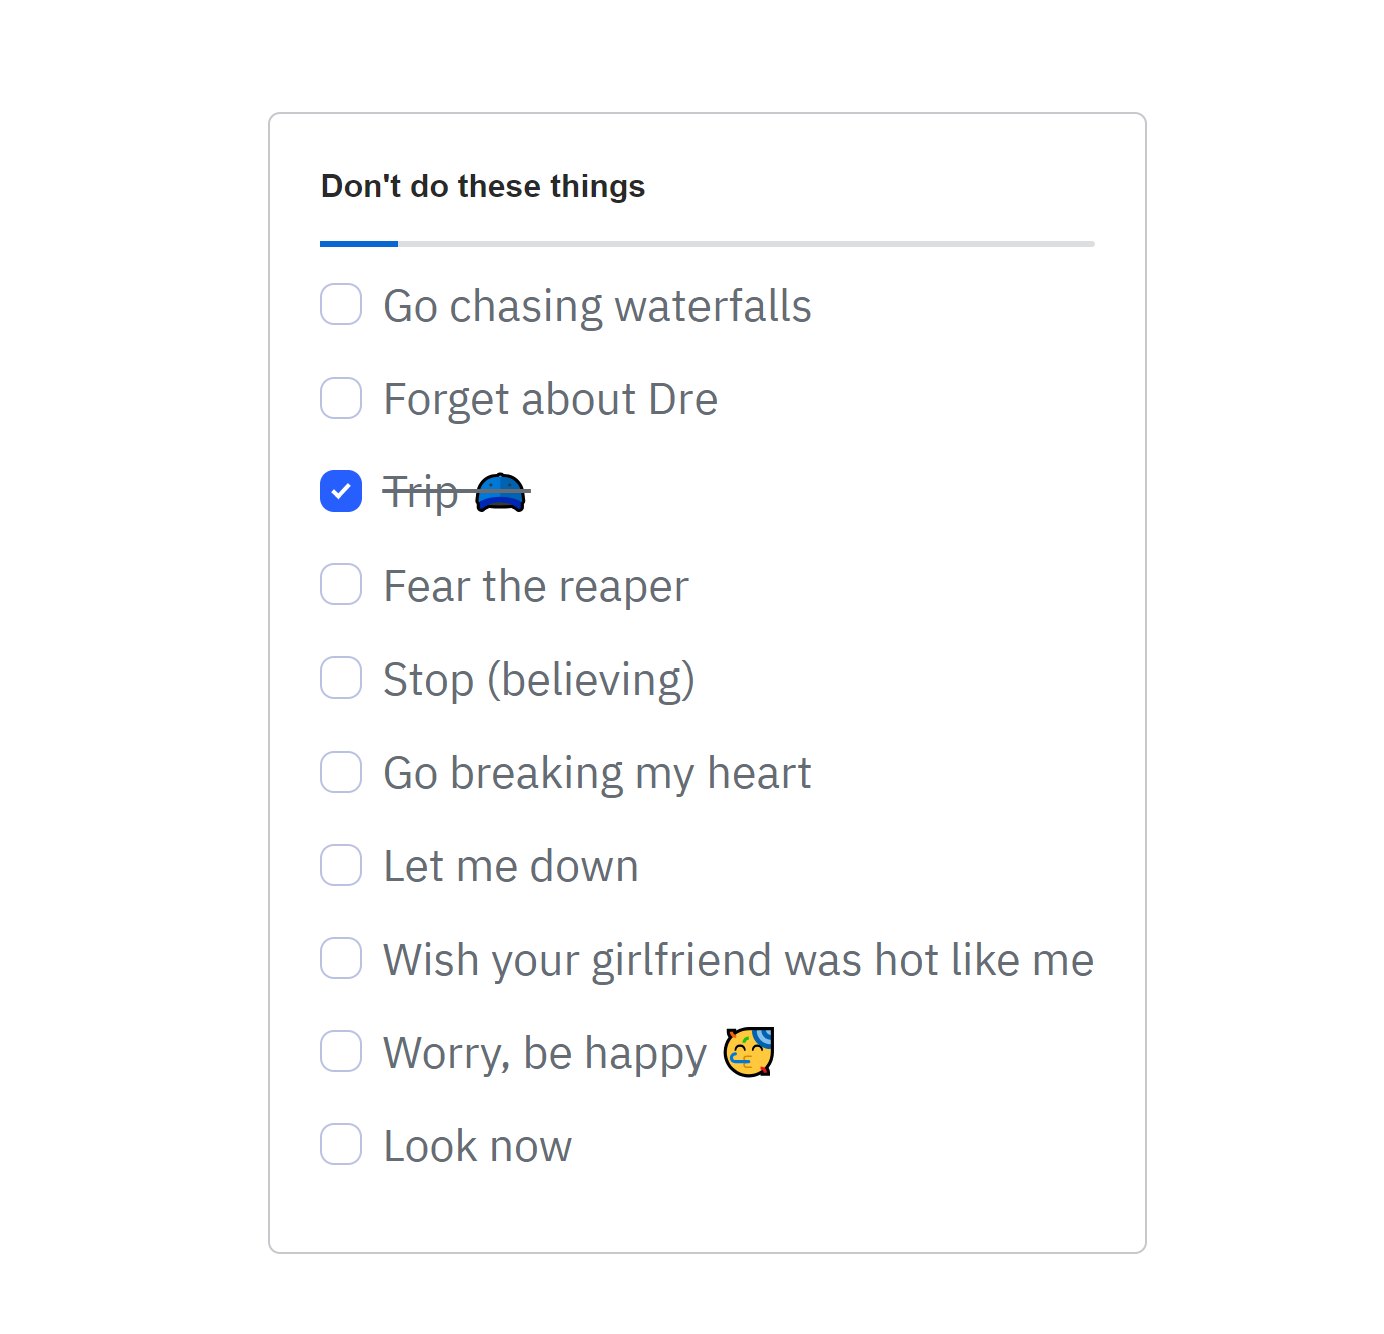 Don't do these things
Go chasing waterfalls
Forget about Dre
Trip 🧢
Fear the reaper
Stop (believing)
Go breaking my heart
Let me down
Wish your girlfriend was hot like me
Worry, be happy 🥳
Look now